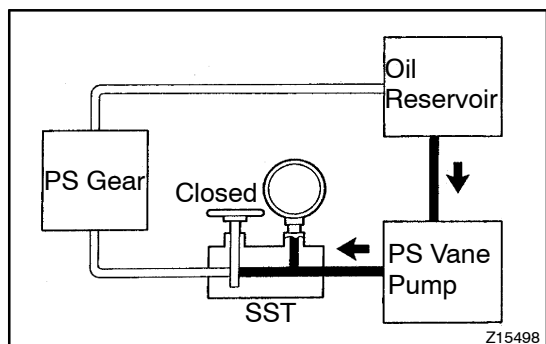 Oil
Reservoir
PS Gear
Closed
PS Vane
Pump
SST
Z15498